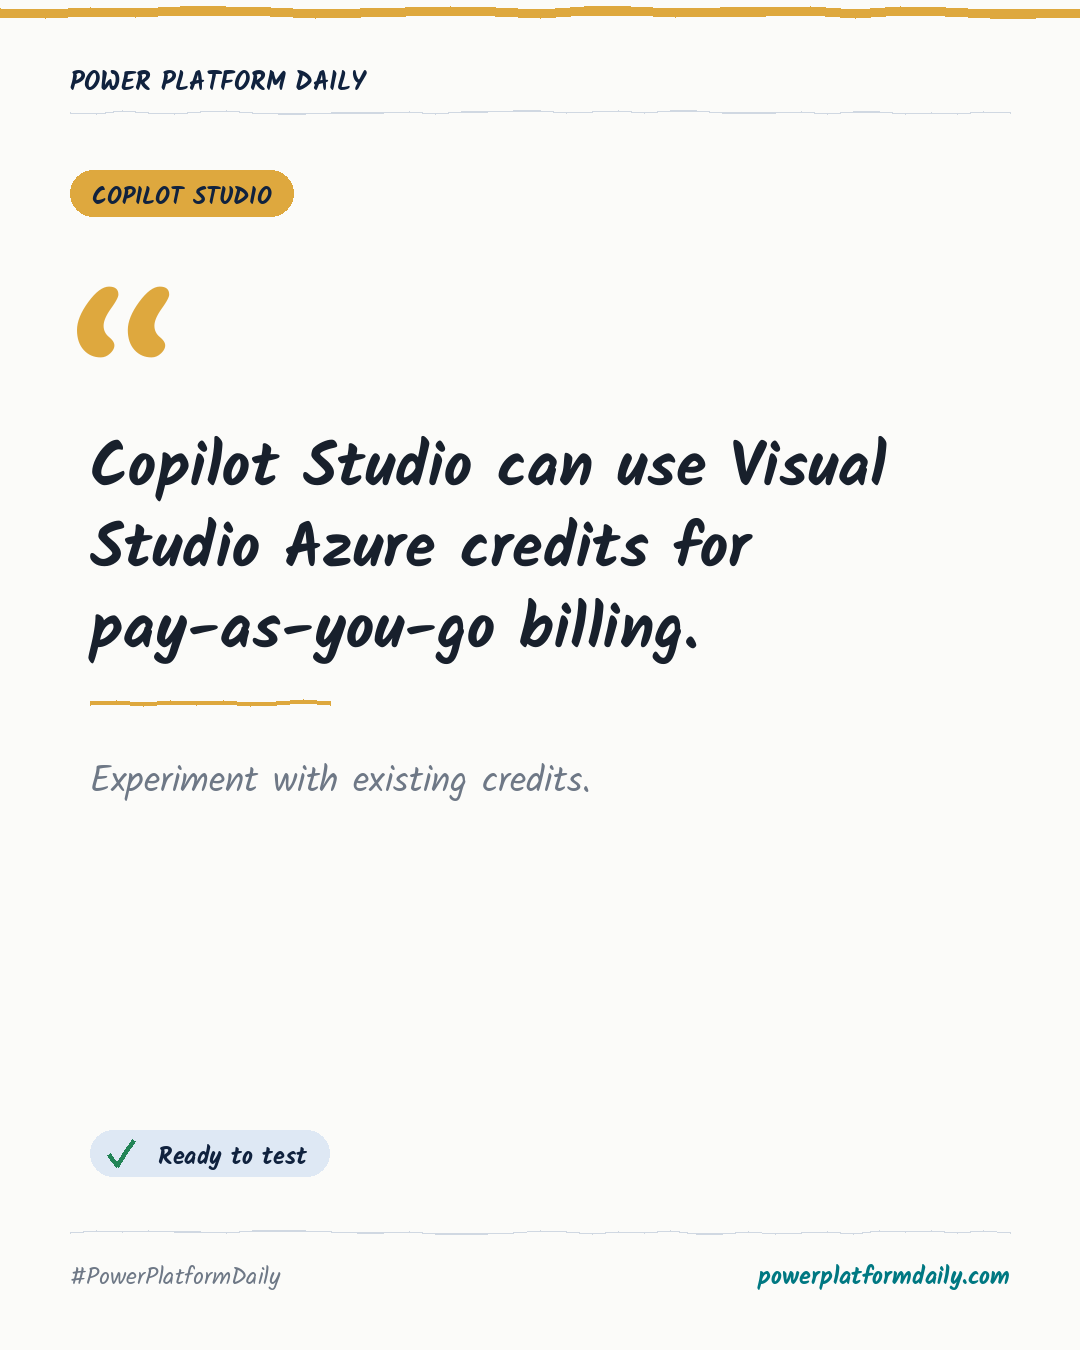 POWER PLATFORM DAILY
COPILOT STUDIO
“
Copilot Studio can use Visual
Studio Azure credits for
pay-as-you-go billing.
Experiment with existing credits.
✓ Ready to test
#PowerPlatformDaily
powerplatformdaily.com